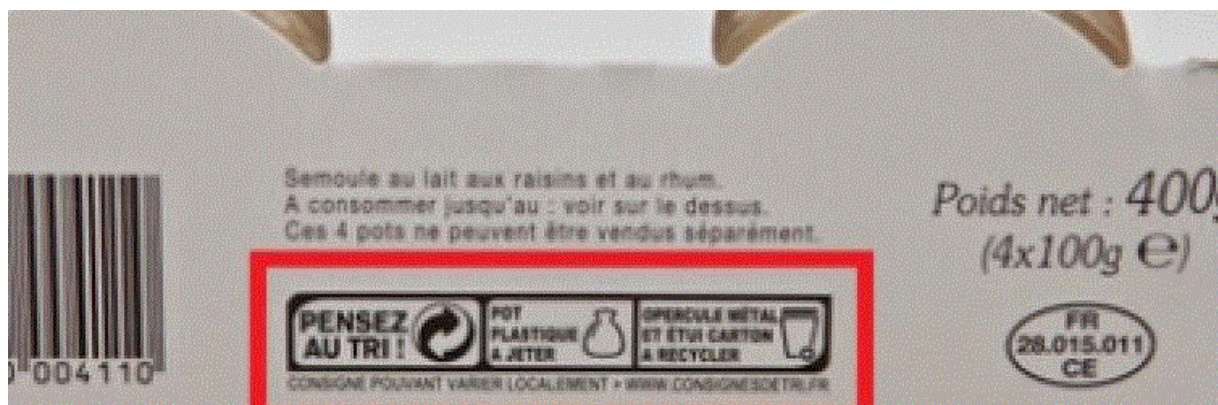 Semoule au lait aux raisins et au rhum.
A consommer jusqu'au : voir sur le dessus.
Ces 4 pots ne peuvent être vendus séparément.
Poids net : 400g
(4x100g ℮)
PENSEZ
AU TRI !
POT
PLASTIQUE
A JETER
OPERCULE MÉTAL
ET ÉTUI CARTON
A RECYCLER
CONSIGNE POUVANT VARIER LOCALEMENT • WWW.CONSIGNESDETRI.FR
FR
28.015.011
CE
004110